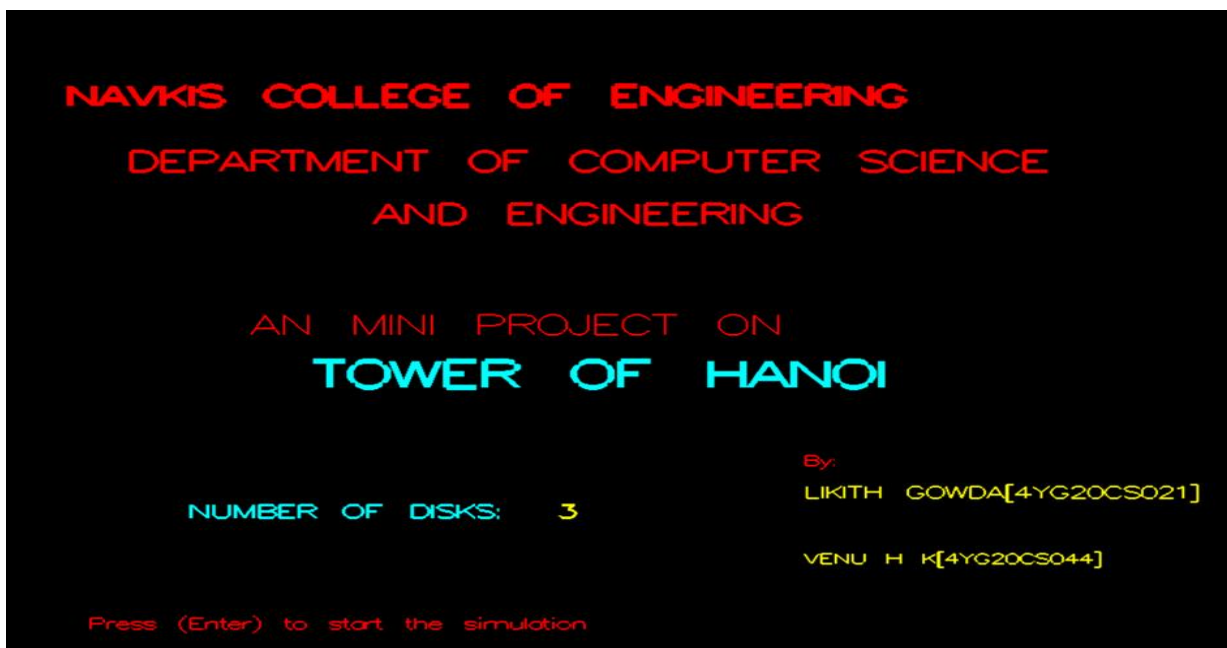 NAVKIS COLLEGE OF ENGINEERING
DEPARTMENT OF COMPUTER SCIENCE
AND ENGINEERING
AN MINI PROJECT ON
TOWER OF HANOI
By:
LIKITH GOWDA[4YG20CS021]
NUMBER OF DISKS: 3
VENU H K[4YG20CS044]
Press (Enter) to start the simulation